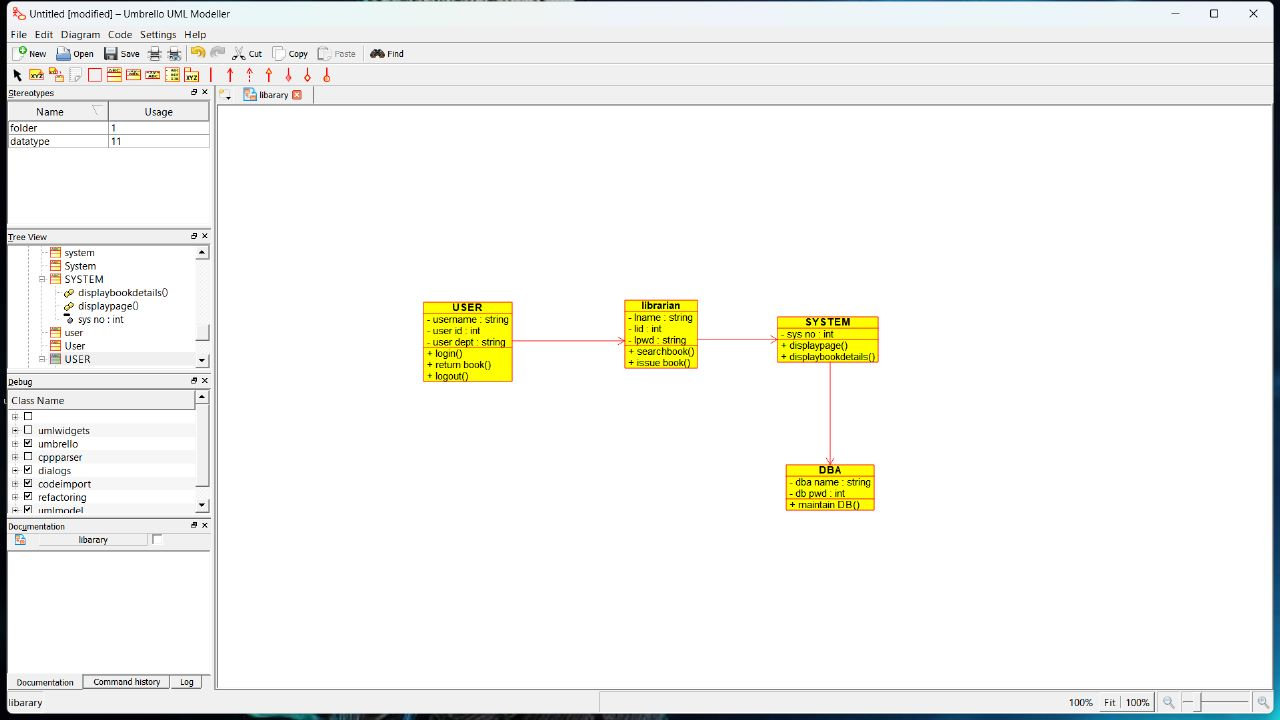 Untitled [modified] – Umbrello UML Modeller
File Edit Diagram Code Settings Help
New Open Save Cut Copy Paste Find
Stereotypes
Name Usage
folder 1
datatype 11
Tree View
system
System
SYSTEM
displaybookdetails()
displaypage()
sys no : int
user
User
USER
Debug
Class Name
umlwidgets
umbrello
cppparser
dialogs
codeimport
refactoring
umlmodel
Documentation
libarary
Documentation Command history Log
libarary
libarary
USER
- username : string
- user id : int
- user dept : string
+ login()
+ return book()
+ logout()
librarian
- lname : string
- lid : int
- lpwd : string
+ searchbook()
+ issue book()
SYSTEM
- sys no : int
+ displaypage()
+ displaybookdetails()
DBA
- dba name : string
- db pwd : int
+ maintain DB()
100% Fit 100%